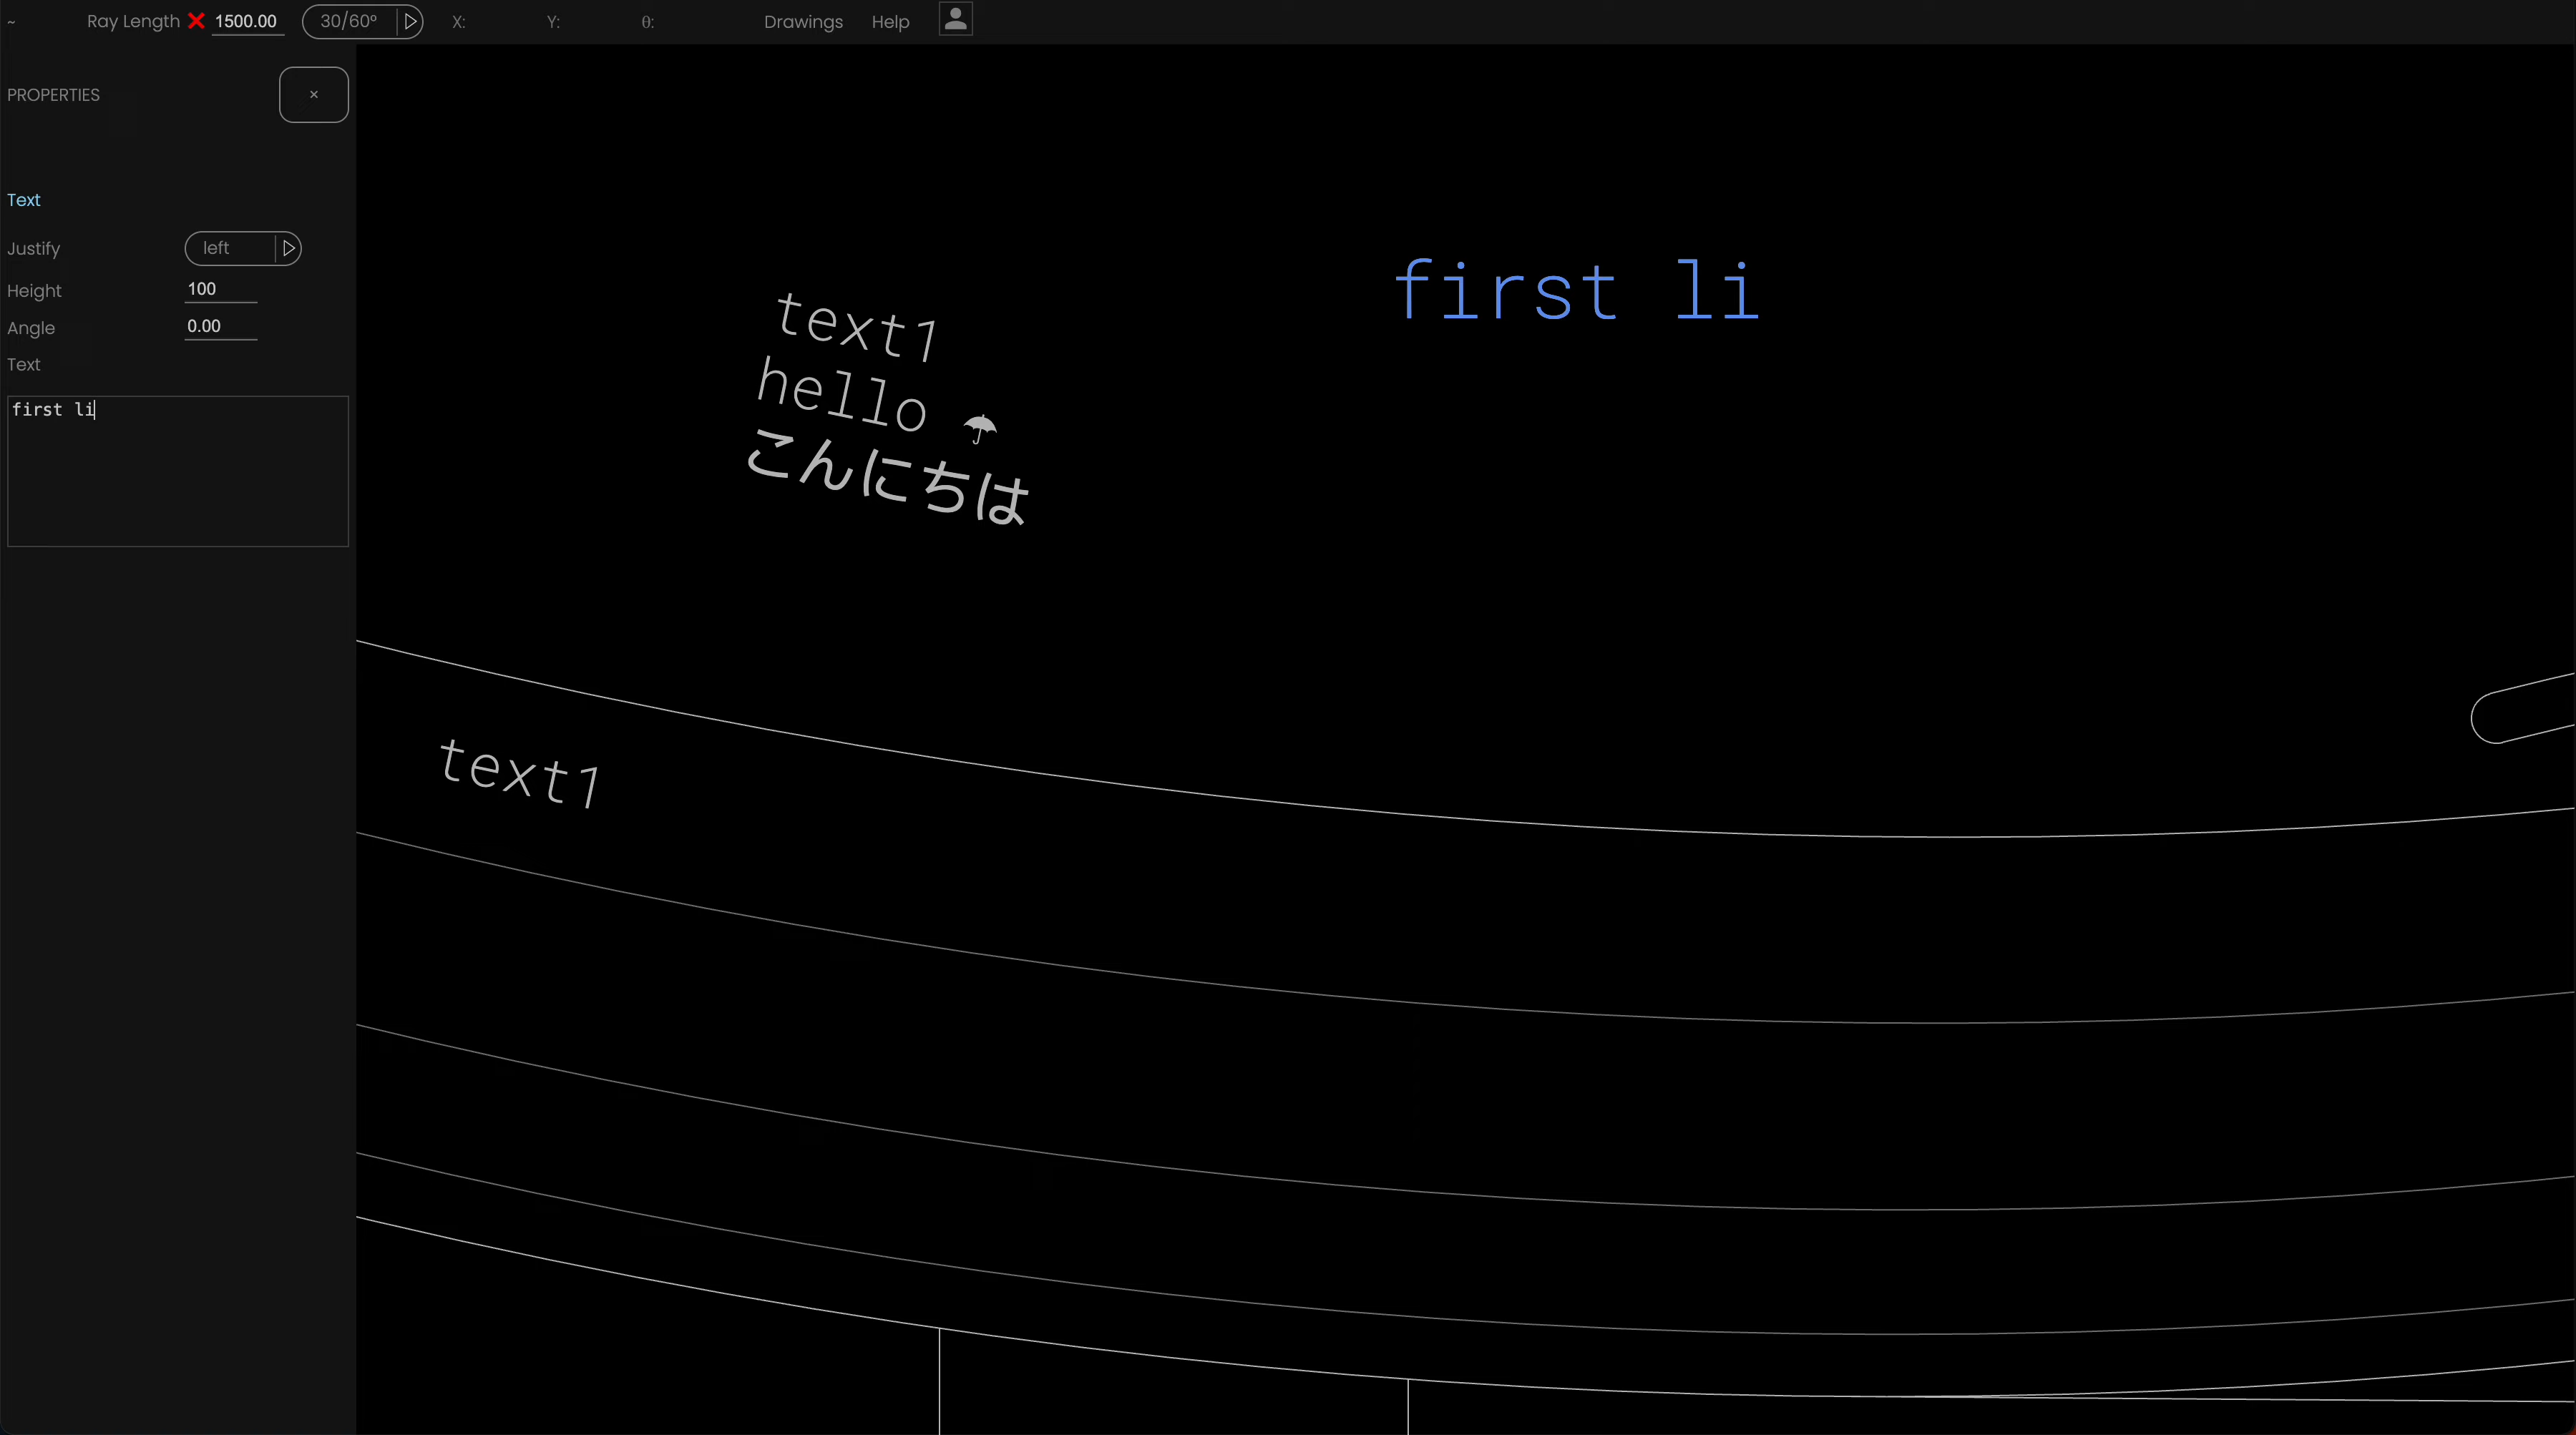 ~ Ray Length ❌ 1500.00 30/60º X: Y: θ: Drawings Help
PROPERTIES ×
Text
Justify left
Height 100
Angle 0.00
Text
first li
first li
text1
hello ☂
こんにちは
text1